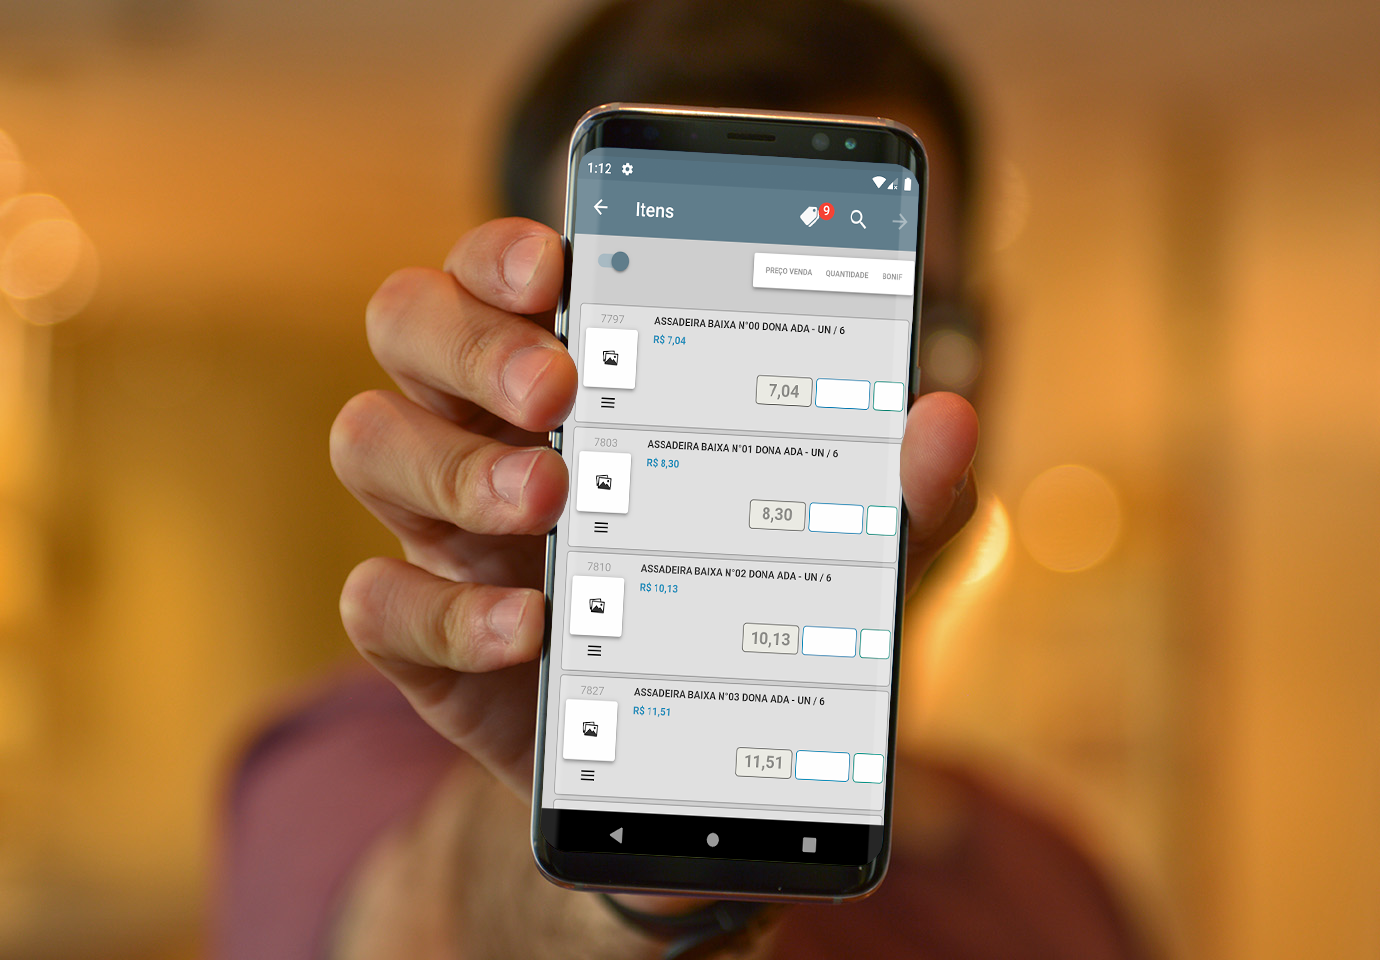 1:12
Itens
9
PREÇO VENDA QUANTIDADE BONIF
7797
ASSADEIRA BAIXA N°00 DONA ADA - UN / 6
R$ 7,04
7,04
7803
ASSADEIRA BAIXA N°01 DONA ADA - UN / 6
R$ 8,30
8,30
7810
ASSADEIRA BAIXA N°02 DONA ADA - UN / 6
R$ 10,13
10,13
7827
ASSADEIRA BAIXA N°03 DONA ADA - UN / 6
R$ 11,51
11,51